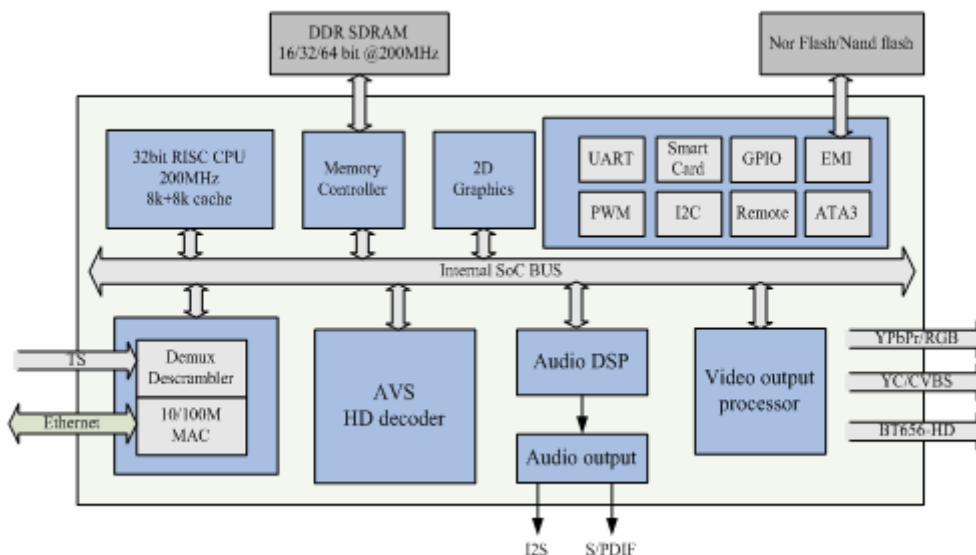 DDR SDRAM
16/32/64 bit @200MHz
Nor Flash/Nand flash
32bit RISC CPU
200MHz
8k+8k cache
Memory
Controller
2D
Graphics
UART
Smart
Card
GPIO
EMI
PWM
I2C
Remote
ATA3
Internal SoC BUS
TS
Demux
Descrambler
Ethernet
10/100M
MAC
AVS
HD decoder
Audio DSP
Audio output
I2S
S/PDIF
Video output
processor
YPbPr/RGB
YC/CVBS
BT656-HD